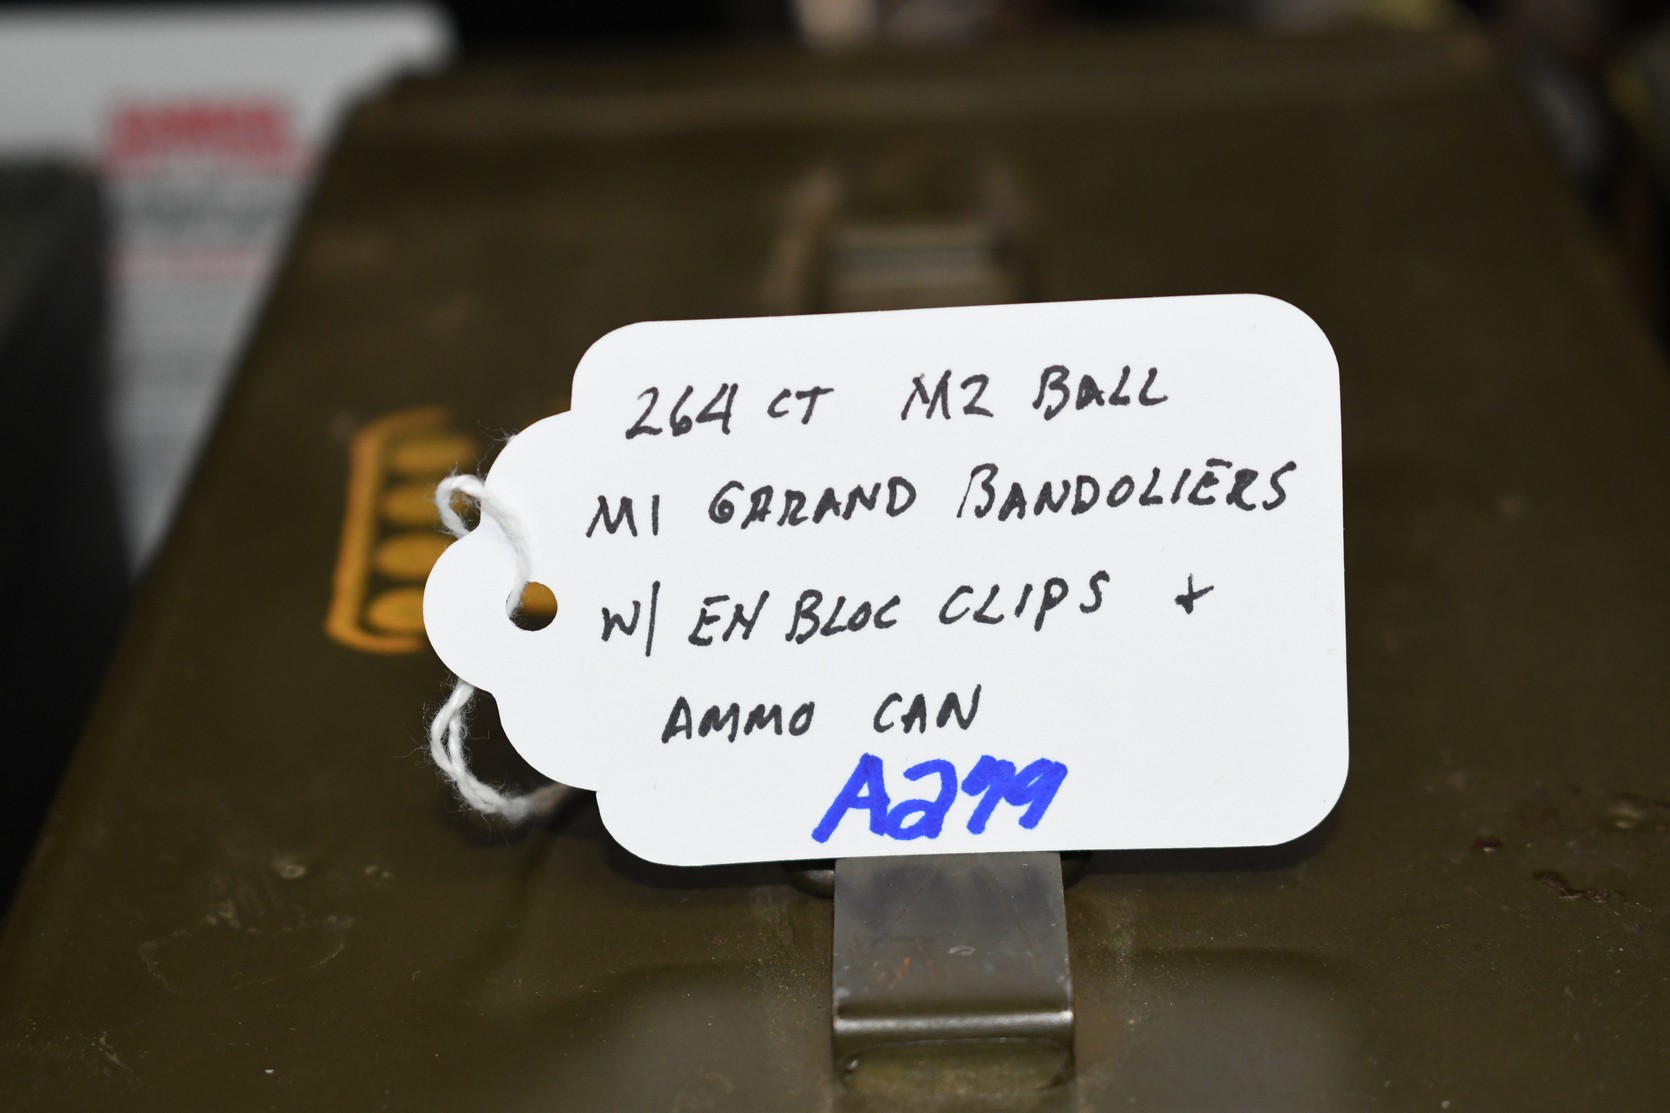 264 CT M2 BALL
M1 GARAND BANDOLIERS
W/ EN BLOC CLIPS +
AMMO CAN
A299